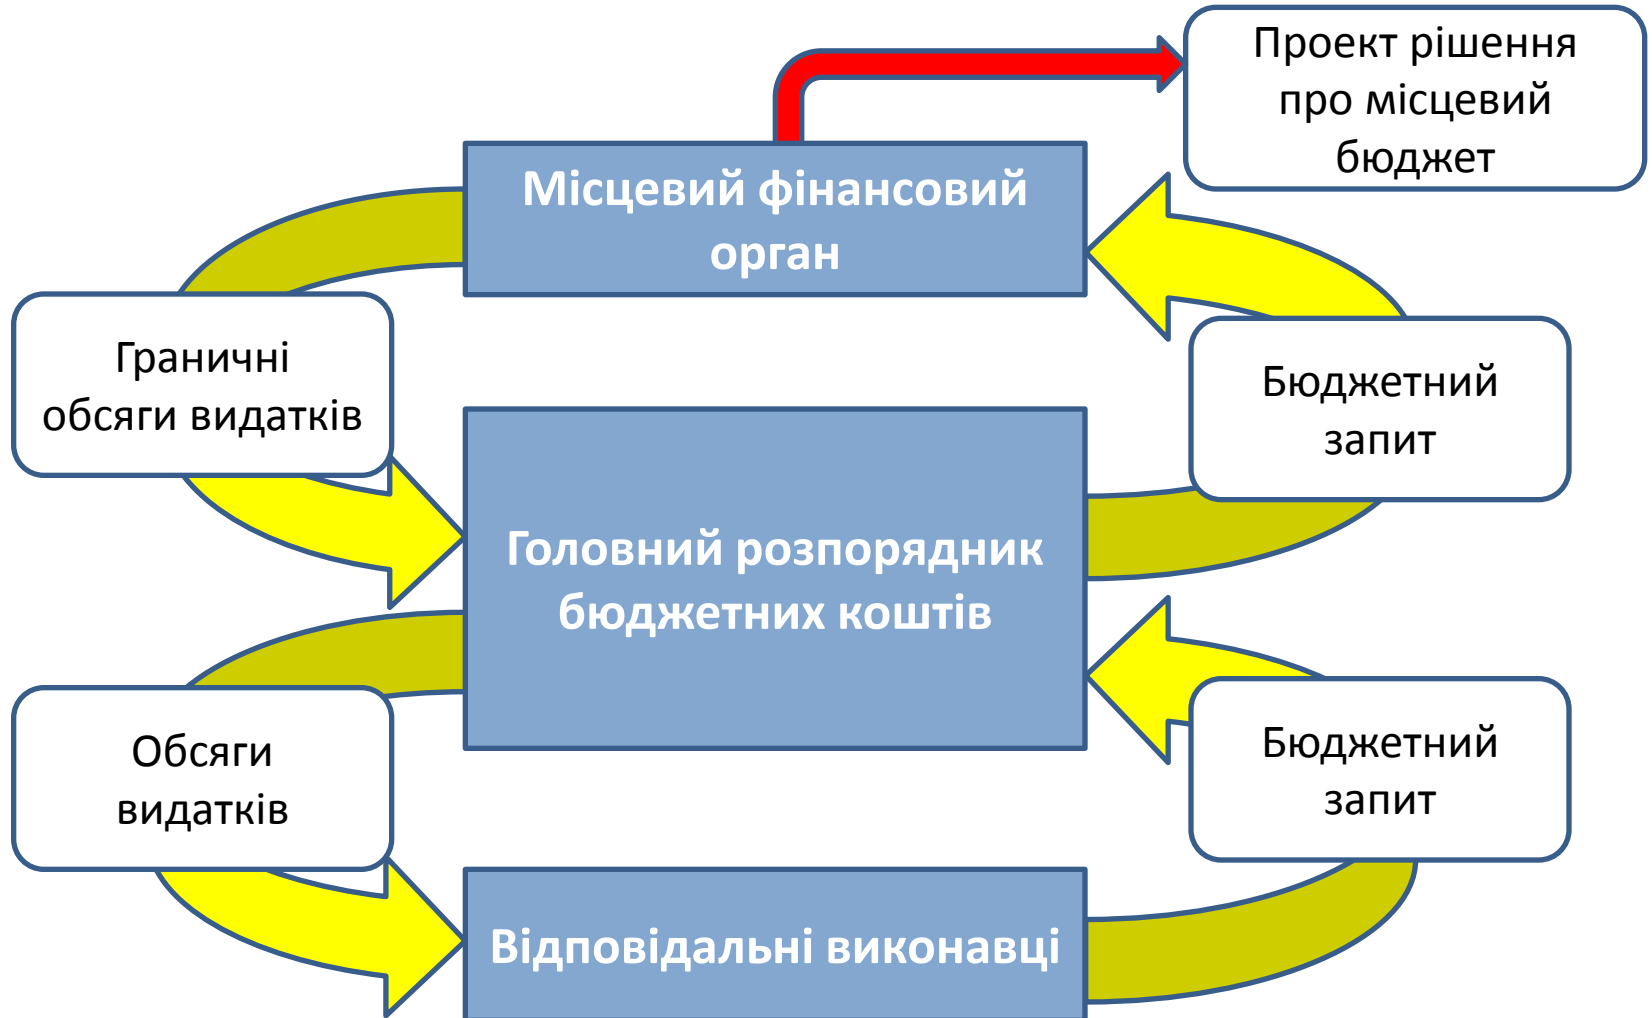 Проект рішення
про місцевий
бюджет
Місцевий фінансовий
орган
Граничні
обсяги видатків
Бюджетний
запит
Головний розпорядник
бюджетних коштів
Обсяги
видатків
Бюджетний
запит
Відповідальні виконавці